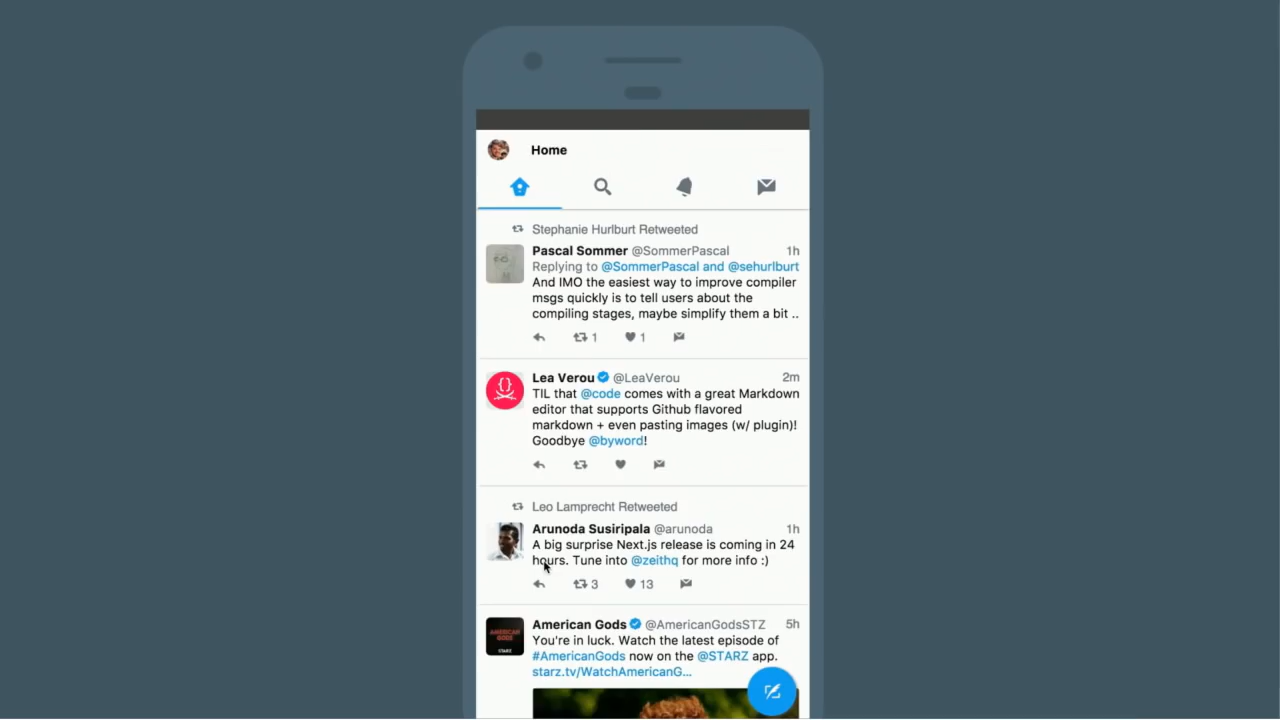 Home
Stephanie Hurlburt Retweeted
Pascal Sommer @SommerPascal 1h
Replying to @SommerPascal and @sehurlburt
And IMO the easiest way to improve compiler
msgs quickly is to tell users about the
compiling stages, maybe simplify them a bit ..
1 1
Lea Verou @LeaVerou 2m
TIL that @code comes with a great Markdown
editor that supports Github flavored
markdown + even pasting images (w/ plugin)!
Goodbye @byword!
Leo Lamprecht Retweeted
Arunoda Susiripala @arunoda 1h
A big surprise Next.js release is coming in 24
hours. Tune into @zeithq for more info :)
3 13
AMERICAN
GODS
STARZ
American Gods @AmericanGodsSTZ 5h
You're in luck. Watch the latest episode of
#AmericanGods now on the @STARZ app.
starz.tv/WatchAmericanG...